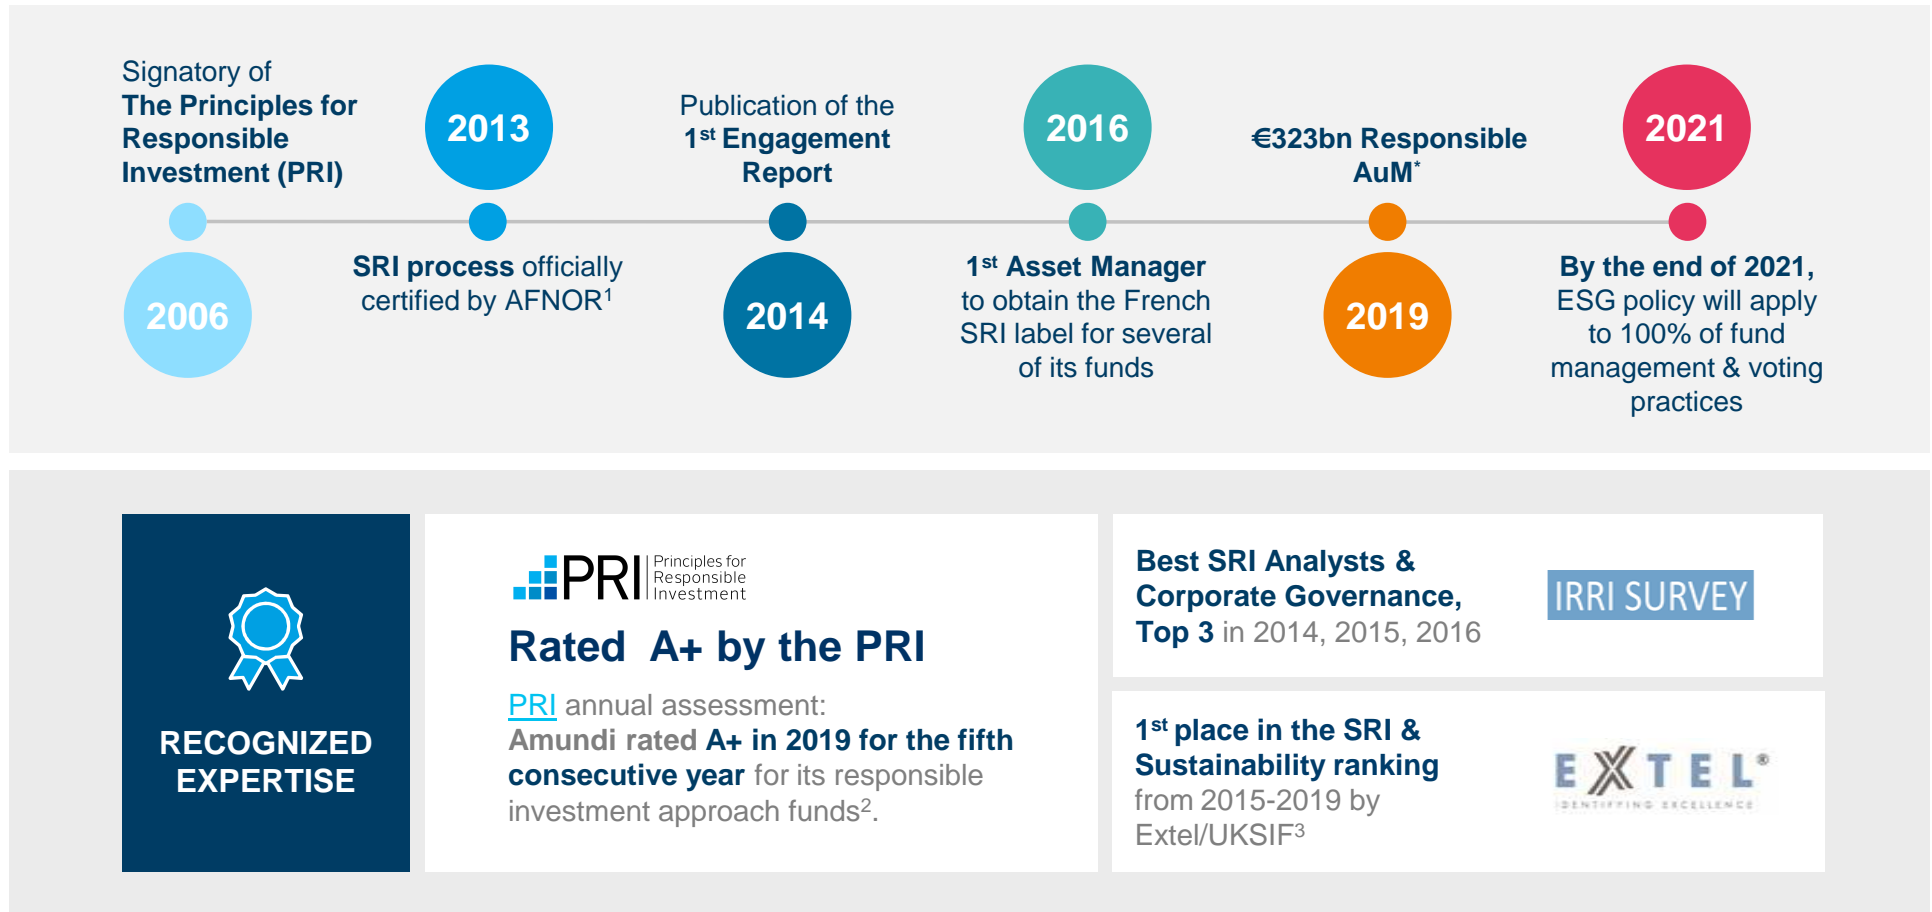 Signatory of
The Principles for
Responsible
Investment (PRI)
2006
2013
SRI process officially
certified by AFNOR¹
Publication of the
1st Engagement
Report
2014
2016
1st Asset Manager
to obtain the French
SRI label for several
of its funds
€323bn Responsible
AuM*
2019
2021
By the end of 2021,
ESG policy will apply
to 100% of fund
management & voting
practices
RECOGNIZED
EXPERTISE
PRI
Principles for
Responsible
Investment
Rated A+ by the PRI
PRI annual assessment:
Amundi rated A+ in 2019 for the fifth
consecutive year for its responsible
investment approach funds².
Best SRI Analysts &
Corporate Governance,
Top 3 in 2014, 2015, 2016
IRRI SURVEY
1st place in the SRI &
Sustainability ranking
from 2015-2019 by
Extel/UKSIF³
EXTEL®
IDENTIFYING EXCELLENCE